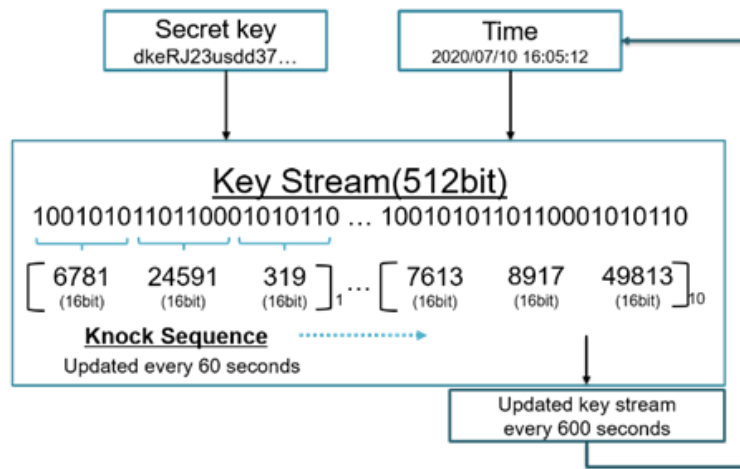 Secret key
dkeRJ23usdd37...
Time
2020/07/10 16:05:12
Key Stream(512bit)
1001010110110001010110 ... 1001010110110001010110
[ 6781 24591 319 ]1 ... [ 7613 8917 49813 ]10
(16bit) (16bit) (16bit) (16bit) (16bit) (16bit)
Knock Sequence
Updated every 60 seconds
Updated key stream
every 600 seconds